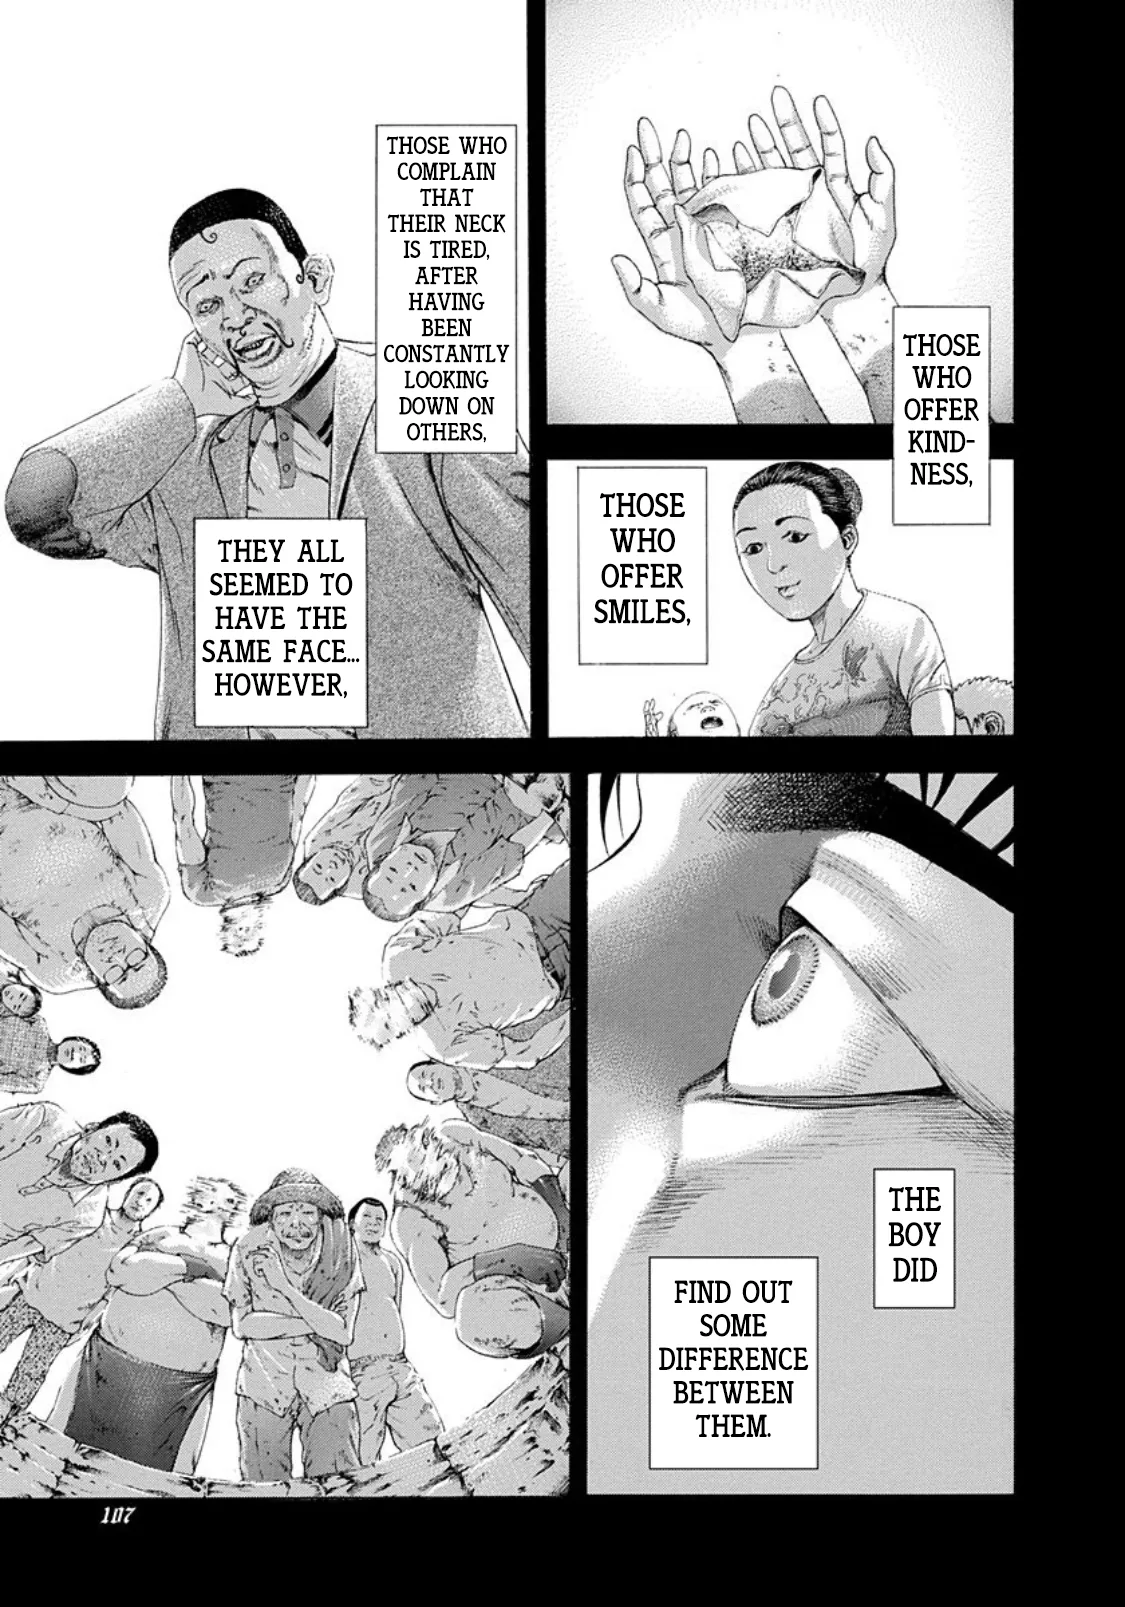 THOSE
WHO
OFFER
KIND-
NESS,
THOSE
WHO
OFFER
SMILES,
THOSE WHO
COMPLAIN
THAT
THEIR NECK
IS TIRED,
AFTER
HAVING
BEEN
CONSTANTLY
LOOKING
DOWN ON
OTHERS,
THEY ALL
SEEMED TO
HAVE THE
SAME FACE...
HOWEVER,
THE
BOY
DID
FIND OUT
SOME
DIFFERENCE
BETWEEN
THEM.
107